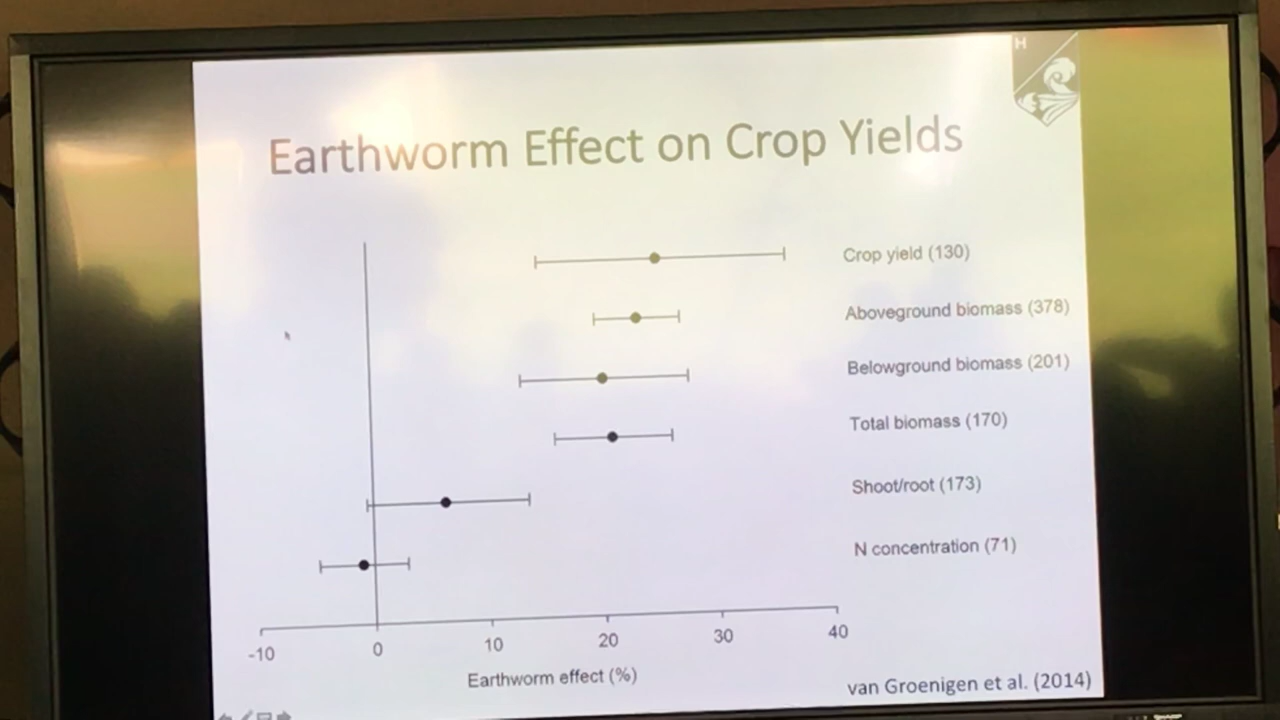 H
Earthworm Effect on Crop Yields
Crop yield (130)
Aboveground biomass (378)
Belowground biomass (201)
Total biomass (170)
Shoot/root (173)
N concentration (71)
-10 0 10 20 30 40
Earthworm effect (%)
van Groenigen et al. (2014)